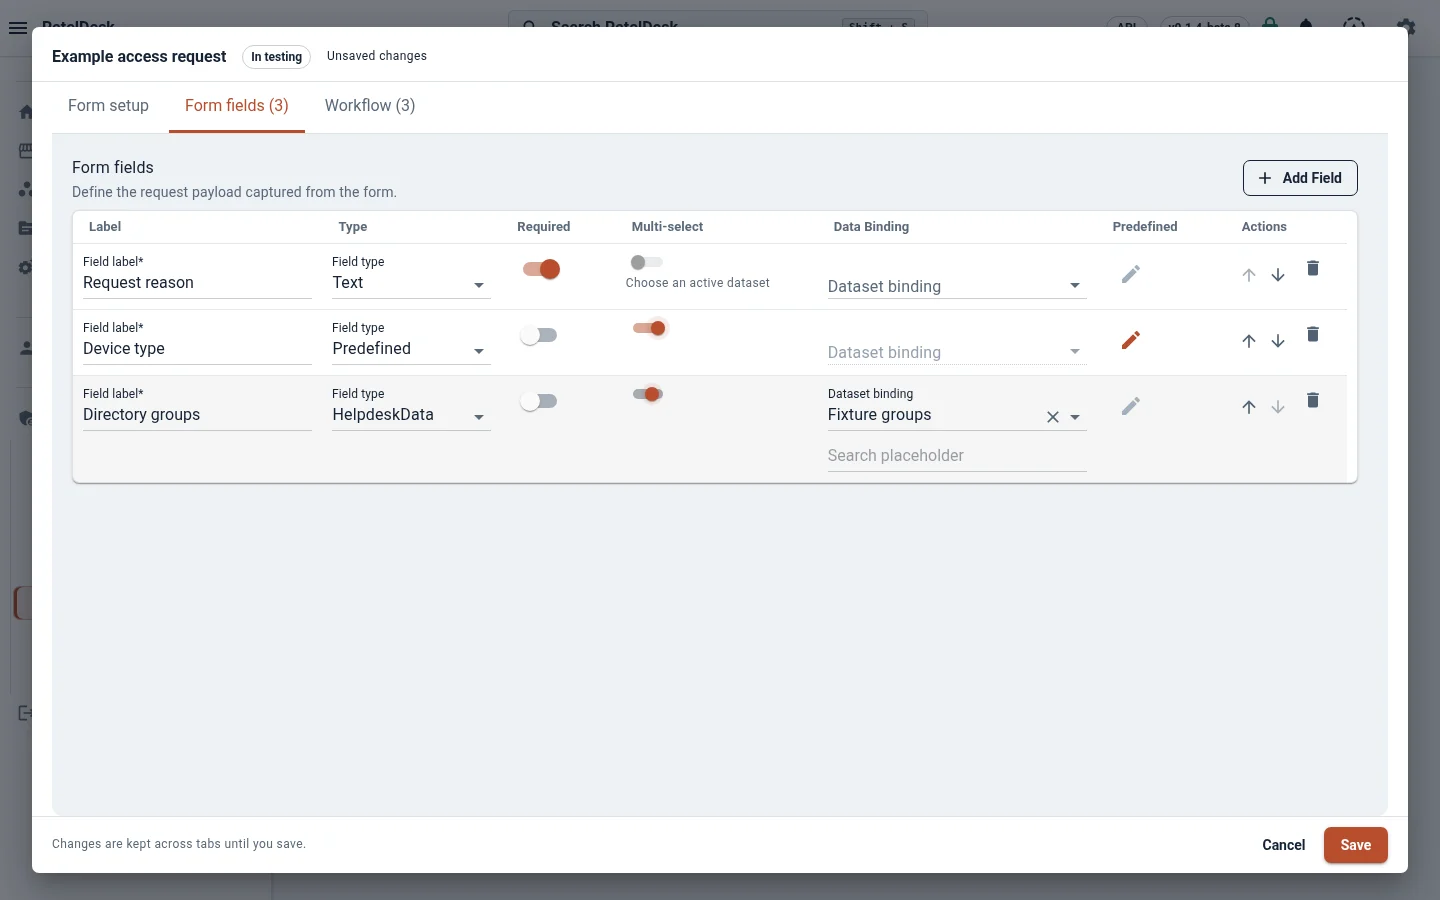 Example access request
In testing
Unsaved changes
Form setup
Form fields (3)
Workflow (3)
Form fields
Define the request payload captured from the form.
Add Field
Label
Type
Required
Multi-select
Data Binding
Predefined
Actions
Field label*
Request reason
Field type
Text
Choose an active dataset
Dataset binding
Field label*
Device type
Field type
Predefined
Dataset binding
Field label*
Directory groups
Field type
HelpdeskData
Dataset binding
Fixture groups
Search placeholder
Changes are kept across tabs until you save.
Cancel
Save